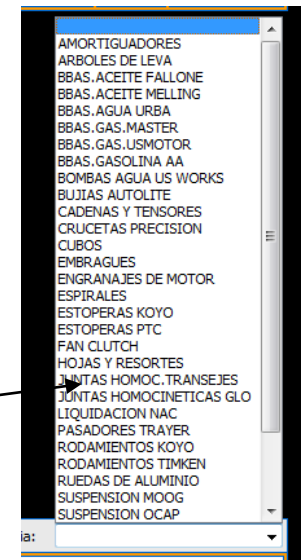 AMORTIGUADORES
ARBOLES DE LEVA
BBAS.ACEITE FALLONE
BBAS.ACEITE MELLING
BBAS.AGUA URBA
BBAS.GAS.MASTER
BBAS.GAS.USMOTOR
BBAS.GASOLINA AA
BOMBAS AGUA US WORKS
BUJIAS AUTOLITE
CADENAS Y TENSORES
CRUCETAS PRECISION
CUBOS
EMBRAGUES
ENGRANAJES DE MOTOR
ESPIRALES
ESTOPERAS KOYO
ESTOPERAS PTC
FAN CLUTCH
HOJAS Y RESORTES
JUNTAS HOMOC.TRANSEJES
JUNTAS HOMOCINETICAS GLO
LIQUIDACION NAC
PASADORES TRAYER
RODAMIENTOS KOYO
RODAMIENTOS TIMKEN
RUEDAS DE ALUMINIO
SUSPENSION MOOG
SUSPENSION OCAP
ia: